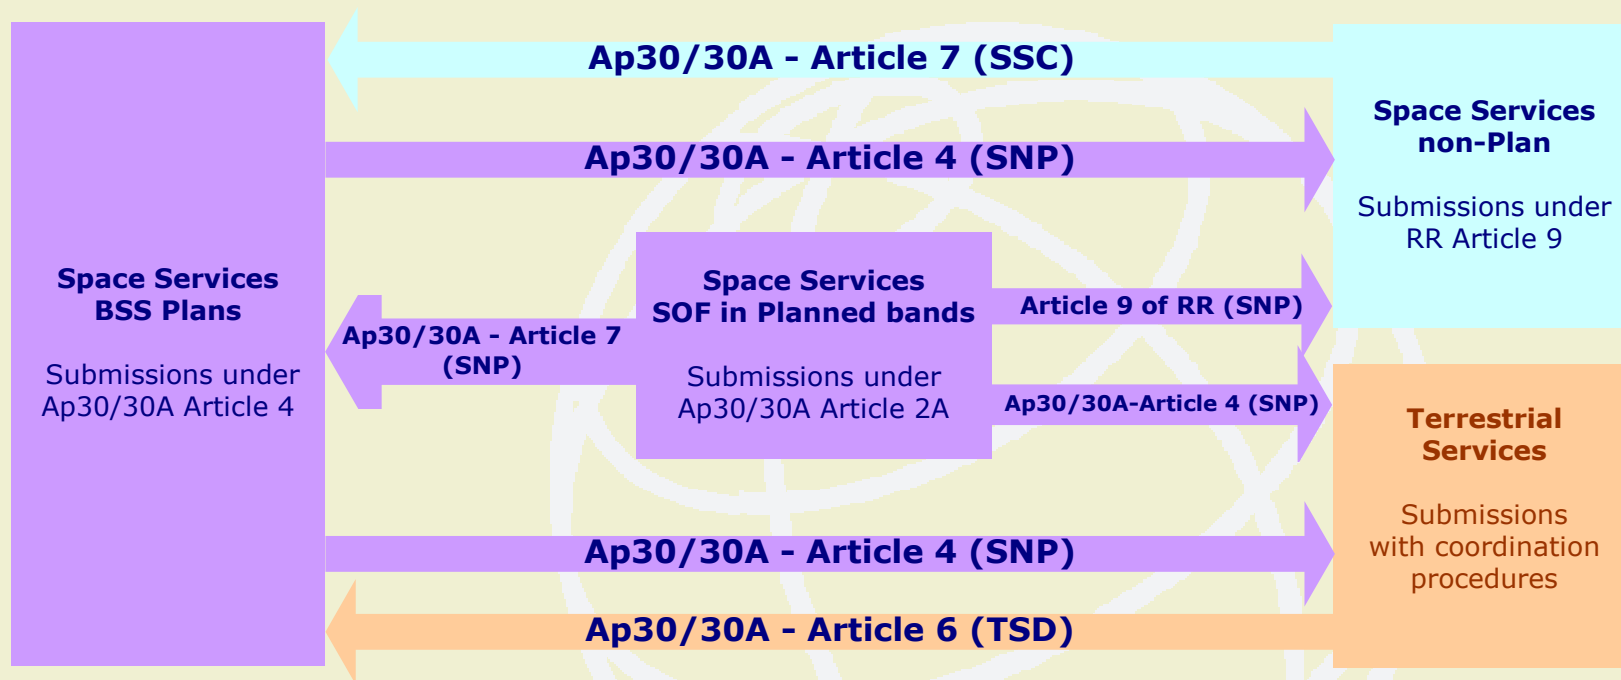 Ap30/30A - Article 7 (SSC)
Ap30/30A - Article 4 (SNP)
Space Services
non-Plan
Submissions under
RR Article 9
Space Services
BSS Plans
Submissions under
Ap30/30A Article 4
Ap30/30A - Article 7
(SNP)
Space Services
SOF in Planned bands
Submissions under
Ap30/30A Article 2A
Article 9 of RR (SNP)
Ap30/30A-Article 4 (SNP)
Terrestrial
Services
Submissions
with coordination
procedures
Ap30/30A - Article 4 (SNP)
Ap30/30A - Article 6 (TSD)